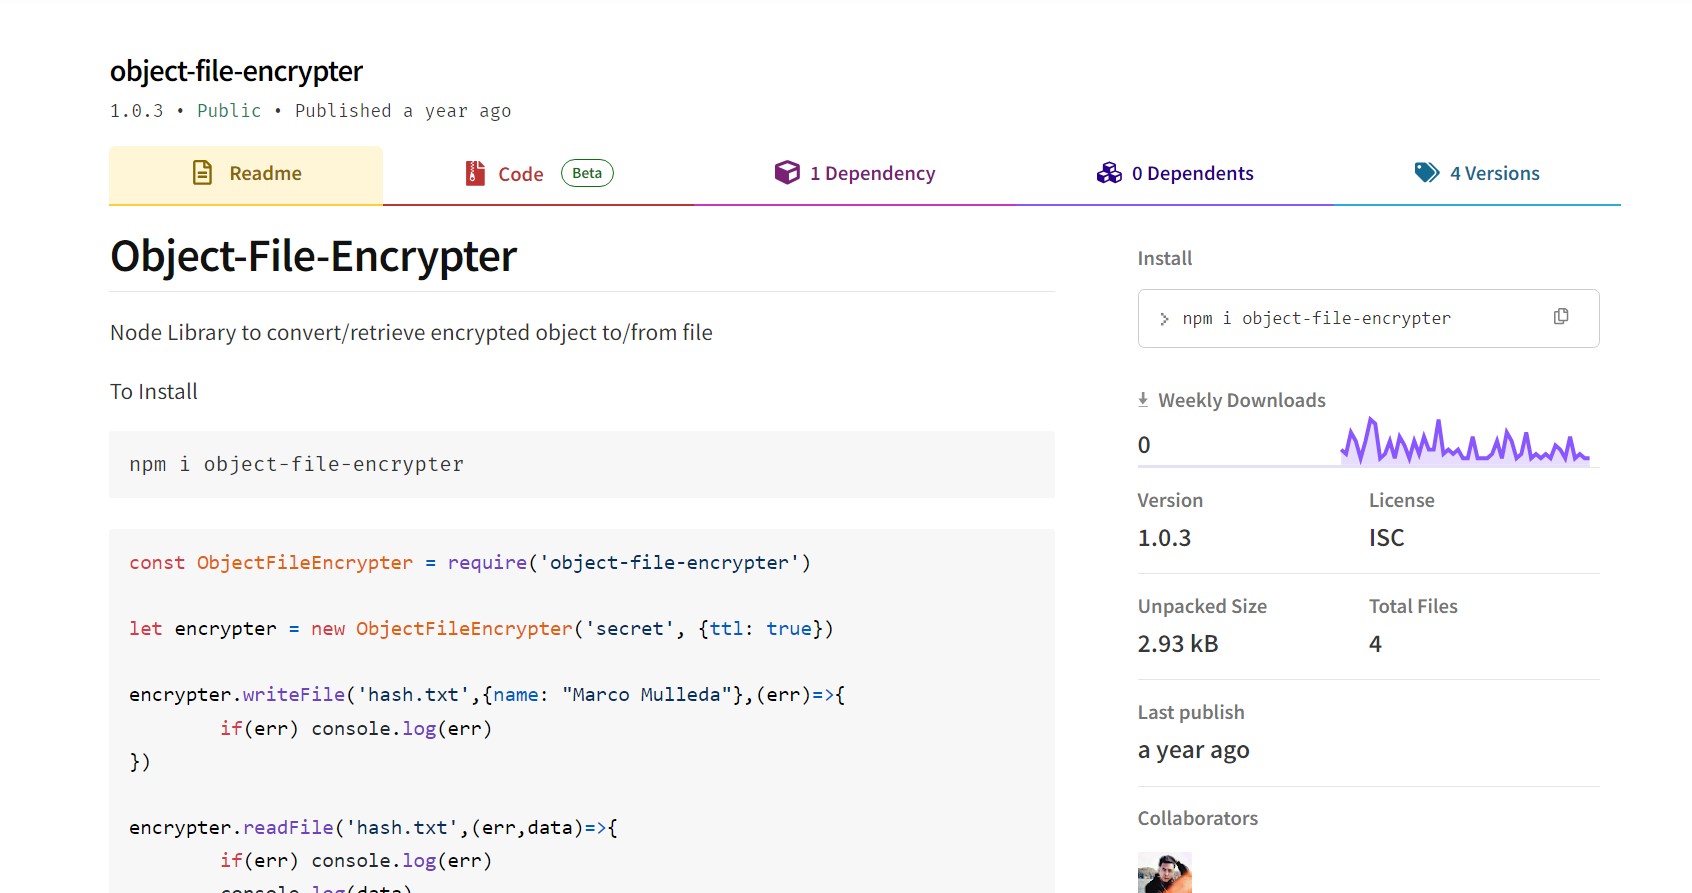 object-file-encrypter
1.0.3 • Public • Published a year ago
Readme
Code Beta
1 Dependency
0 Dependents
4 Versions
Object-File-Encrypter
Node Library to convert/retrieve encrypted object to/from file
To Install
npm i object-file-encrypter
const ObjectFileEncrypter = require('object-file-encrypter')
let encrypter = new ObjectFileEncrypter('secret', {ttl: true})
encrypter.writeFile('hash.txt',{name: "Marco Mulleda"},(err)=>{
if(err) console.log(err)
})
encrypter.readFile('hash.txt',(err,data)=>{
if(err) console.log(err)
console.log(data)
Install
npm i object-file-encrypter
Weekly Downloads
0
Version
1.0.3
License
ISC
Unpacked Size
2.93 kB
Total Files
4
Last publish
a year ago
Collaborators